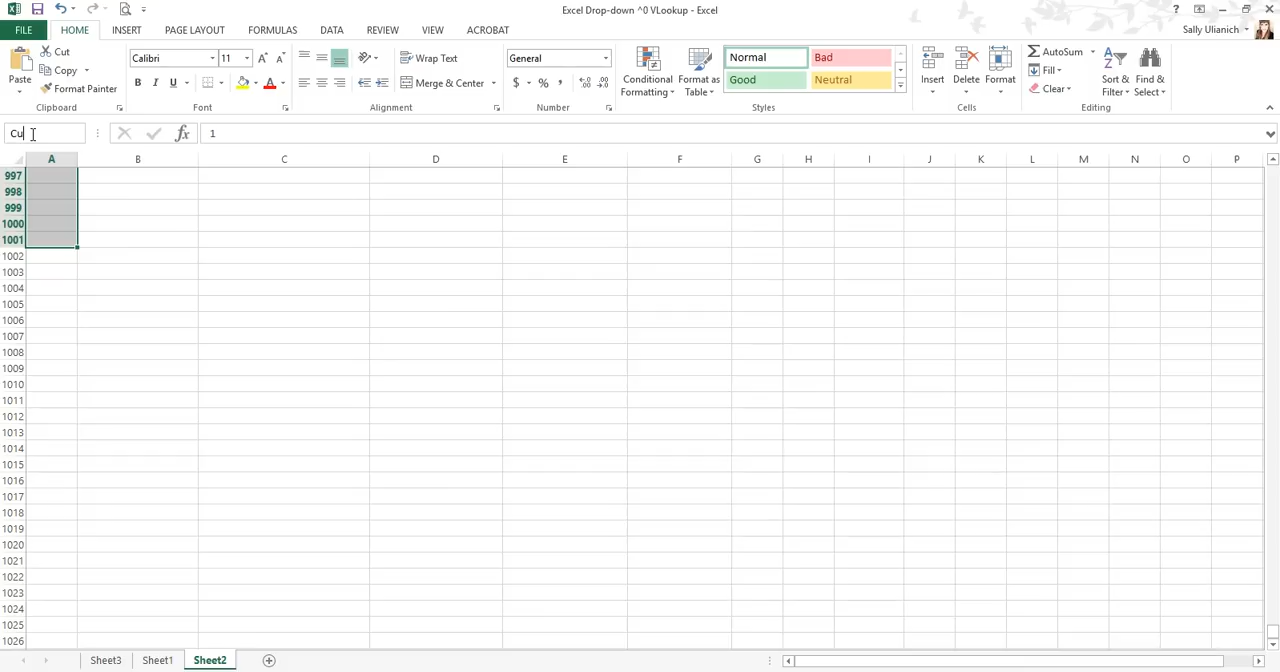 Excel Drop-down ^0 VLookup - Excel
?
FILE
HOME
INSERT
PAGE LAYOUT
FORMULAS
DATA
REVIEW
VIEW
ACROBAT
Sally Ulianich
Paste
Cut
Copy
Format Painter
Clipboard
Calibri
11
A
A
B
I
U
A
Font
Wrap Text
Merge & Center
Alignment
General
$
%
,
Number
Conditional
Formatting
Format as
Table
Normal
Bad
Good
Neutral
Styles
Insert
Delete
Format
Cells
AutoSum
Fill
Clear
Sort &
Filter
Find &
Select
Editing
Cu
fx
1
A B C D E F G H I J K L M N O P
997
998
999
1000
1001
1002
1003
1004
1005
1006
1007
1008
1009
1010
1011
1012
1013
1014
1015
1016
1017
1018
1019
1020
1021
1022
1023
1024
1025
1026
Sheet3
Sheet1
Sheet2